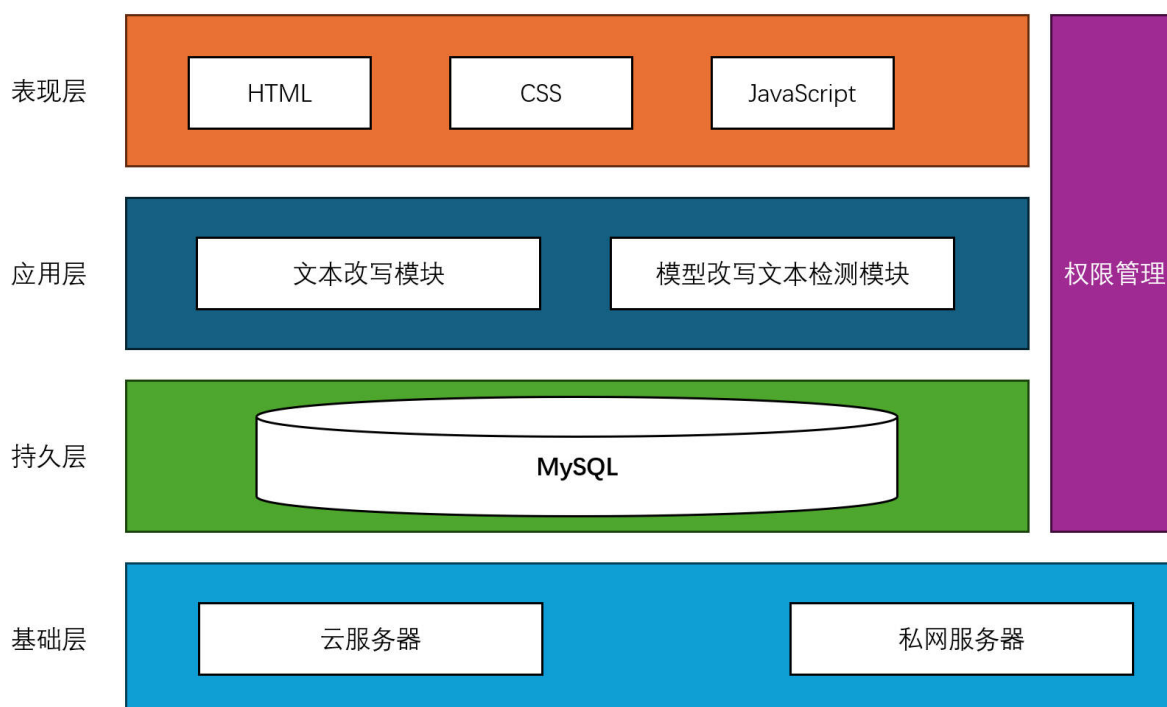 表现层
HTML
CSS
JavaScript
应用层
文本改写模块
模型改写文本检测模块
权限管理
持久层
MySQL
基础层
云服务器
私网服务器